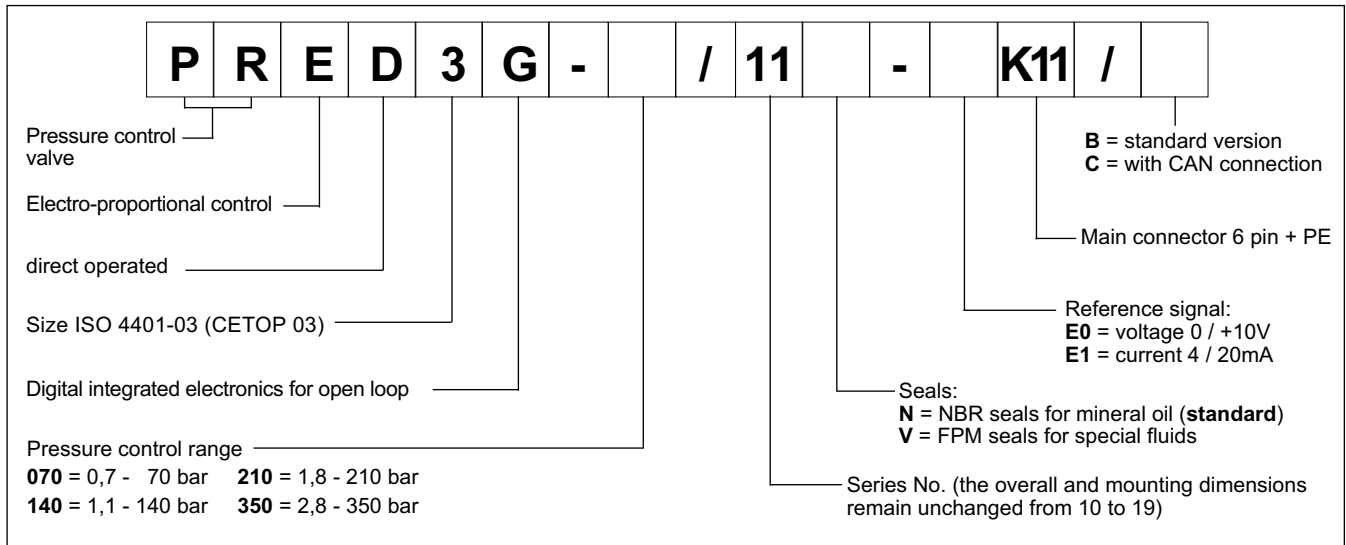 P R E D 3 G - / 11 - K11 /
Pressure control
valve
Electro-proportional control
direct operated
Size ISO 4401-03 (CETOP 03)
Digital integrated electronics for open loop
Pressure control range
070 = 0,7 - 70 bar 210 = 1,8 - 210 bar
140 = 1,1 - 140 bar 350 = 2,8 - 350 bar
B = standard version
C = with CAN connection
Main connector 6 pin + PE
Reference signal:
E0 = voltage 0 / +10V
E1 = current 4 / 20mA
Seals:
N = NBR seals for mineral oil (standard)
V = FPM seals for special fluids
Series No. (the overall and mounting dimensions
remain unchanged from 10 to 19)